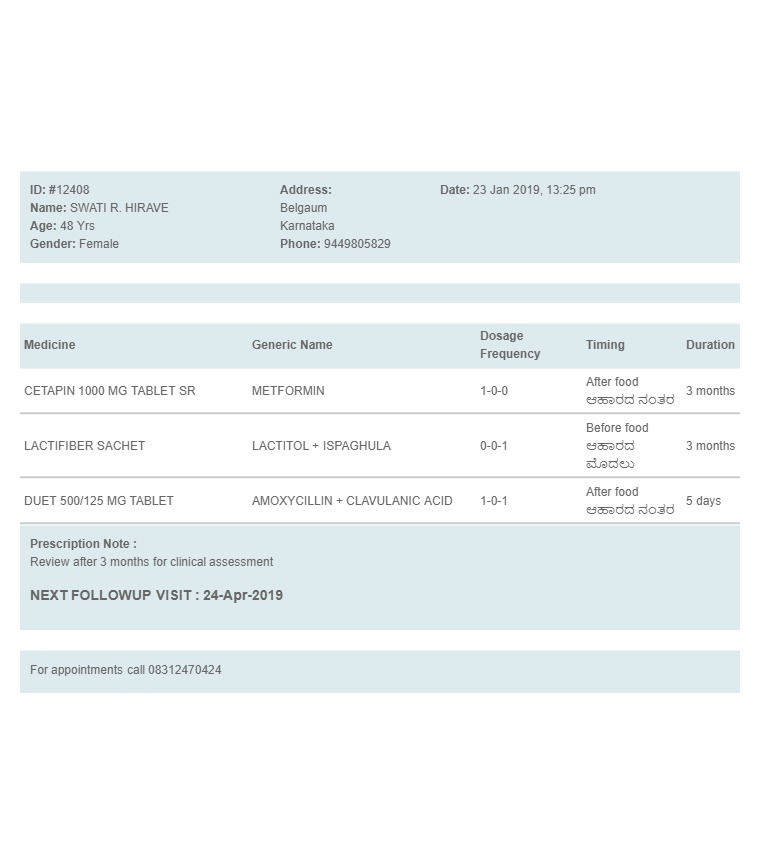 ID: #12408 Address: Date: 23 Jan 2019, 13:25 pm
Name: SWATI R. HIRAVE Belgaum
Age: 48 Yrs Karnataka
Gender: Female Phone: 9449805829
Medicine Generic Name Dosage Frequency Timing Duration
CETAPIN 1000 MG TABLET SR METFORMIN 1-0-0 After food 3 months
ಆಹಾರದ ನಂತರ
LACTIFIBER SACHET LACTITOL + ISPAGHULA 0-0-1 Before food 3 months
ಆಹಾರದ
ಮೊದಲು
DUET 500/125 MG TABLET AMOXYCILLIN + CLAVULANIC ACID 1-0-1 After food 5 days
ಆಹಾರದ ನಂತರ
Prescription Note :
Review after 3 months for clinical assessment
NEXT FOLLOWUP VISIT : 24-Apr-2019
For appointments call 08312470424